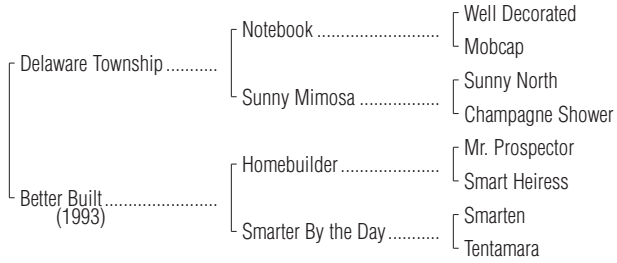 Well Decorated
Notebook ..........................
Mobcap
Delaware Township ...........
Sunny North
Sunny Mimosa .................
Champagne Shower
Mr. Prospector
Homebuilder .....................
Smart Heiress
Better Built........................
(1993)
Smarten
Smarter By the Day...........
Tentamara